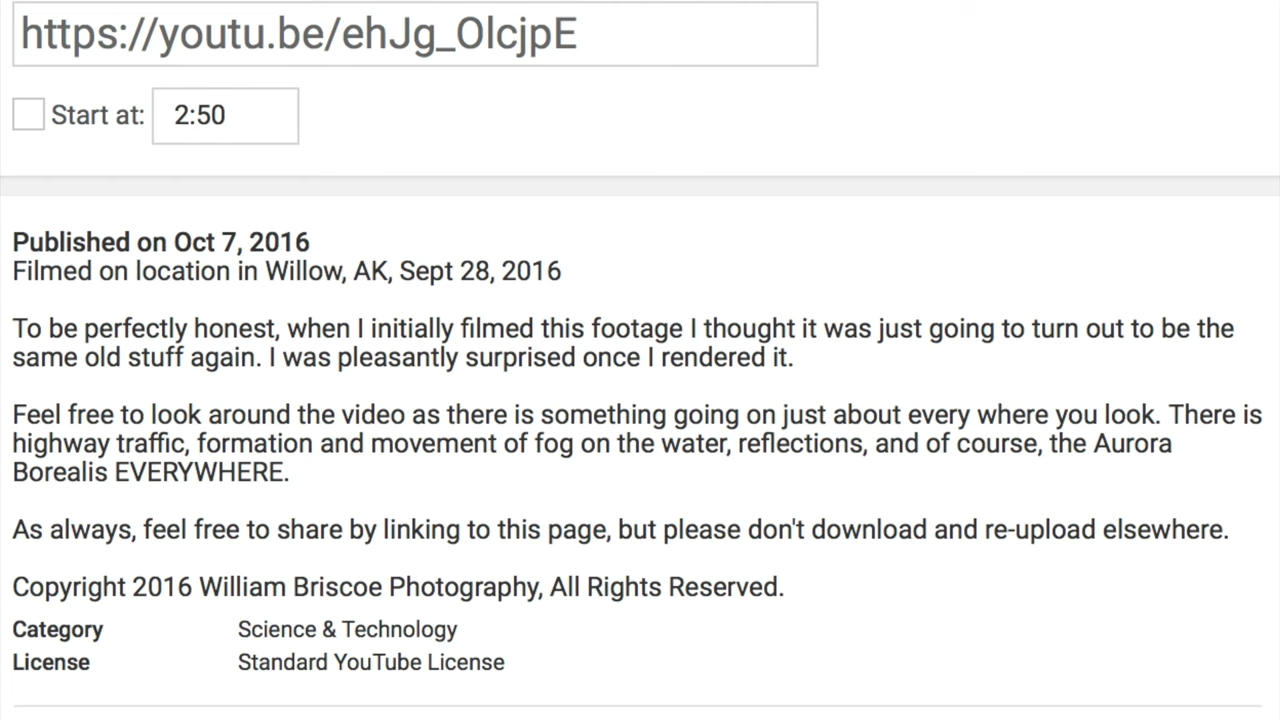 https://youtu.be/ehJg_OlcjpE
Start at: 2:50
Published on Oct 7, 2016
Filmed on location in Willow, AK, Sept 28, 2016
To be perfectly honest, when I initially filmed this footage I thought it was just going to turn out to be the
same old stuff again. I was pleasantly surprised once I rendered it.
Feel free to look around the video as there is something going on just about every where you look. There is
highway traffic, formation and movement of fog on the water, reflections, and of course, the Aurora
Borealis EVERYWHERE.
As always, feel free to share by linking to this page, but please don't download and re-upload elsewhere.
Copyright 2016 William Briscoe Photography, All Rights Reserved.
Category Science & Technology
License Standard YouTube License